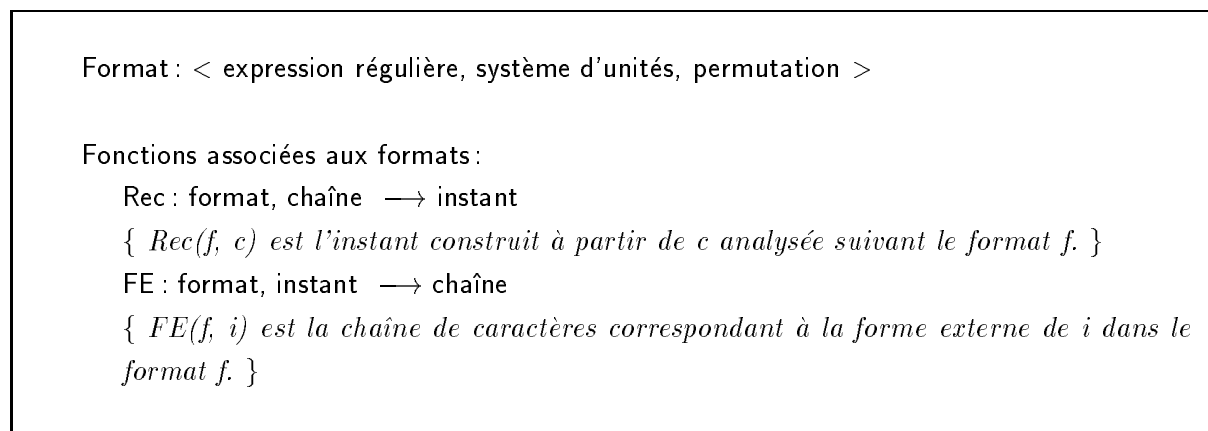 Format : < expression régulière, système d'unités, permutation >
Fonctions associées aux formats :
Rec : format, chaîne ⟶ instant
{ Rec(f, c) est l'instant construit à partir de c analysée suivant le format f. }
FE : format, instant ⟶ chaîne
{ FE(f, i) est la chaîne de caractères correspondant à la forme externe de i dans le
format f. }